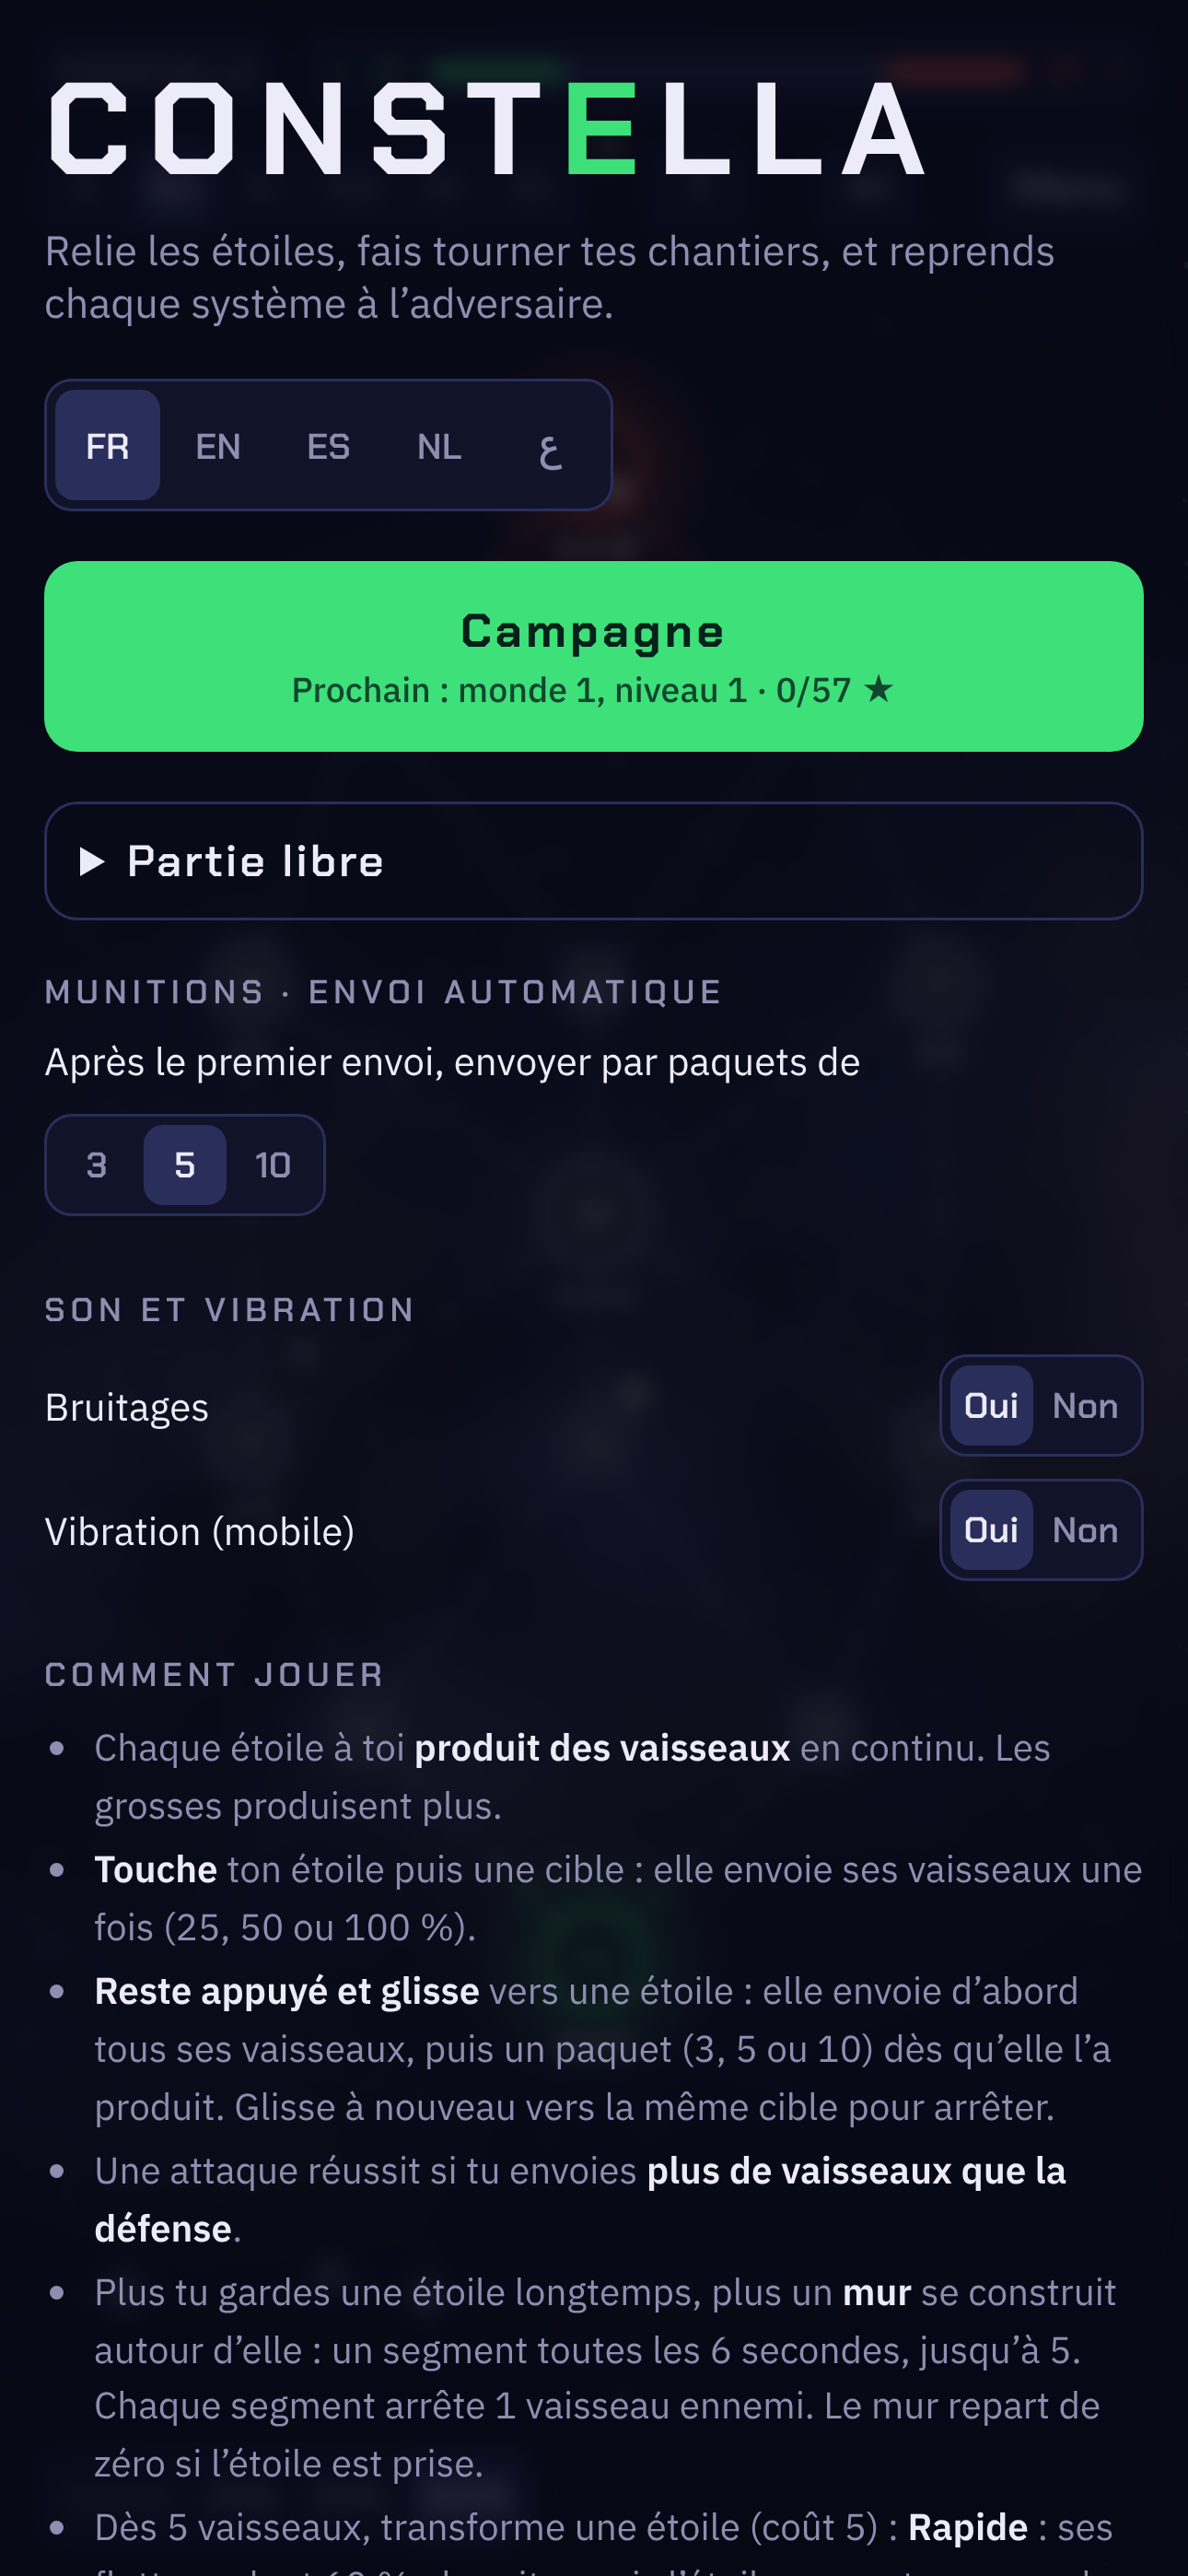 CONSTELLA
Relie les étoiles, fais tourner tes chantiers, et reprends
chaque système à l’adversaire.
FR EN ES NL ع
Campagne
Prochain : monde 1, niveau 1 · 0/57 ★
▶ Partie libre
MUNITIONS · ENVOI AUTOMATIQUE
Après le premier envoi, envoyer par paquets de
3 5 10
SON ET VIBRATION
Bruitages Oui Non
Vibration (mobile) Oui Non
COMMENT JOUER
• Chaque étoile à toi produit des vaisseaux en continu. Les
grosses produisent plus.
• Touche ton étoile puis une cible : elle envoie ses vaisseaux une
fois (25, 50 ou 100 %).
• Reste appuyé et glisse vers une étoile : elle envoie d’abord
tous ses vaisseaux, puis un paquet (3, 5 ou 10) dès qu’elle l’a
produit. Glisse à nouveau vers la même cible pour arrêter.
• Une attaque réussit si tu envoies plus de vaisseaux que la
défense.
• Plus tu gardes une étoile longtemps, plus un mur se construit
autour d’elle : un segment toutes les 6 secondes, jusqu’à 5.
Chaque segment arrête 1 vaisseau ennemi. Le mur repart de
zéro si l’étoile est prise.
• Dès 5 vaisseaux, transforme une étoile (coût 5) : Rapide : ses